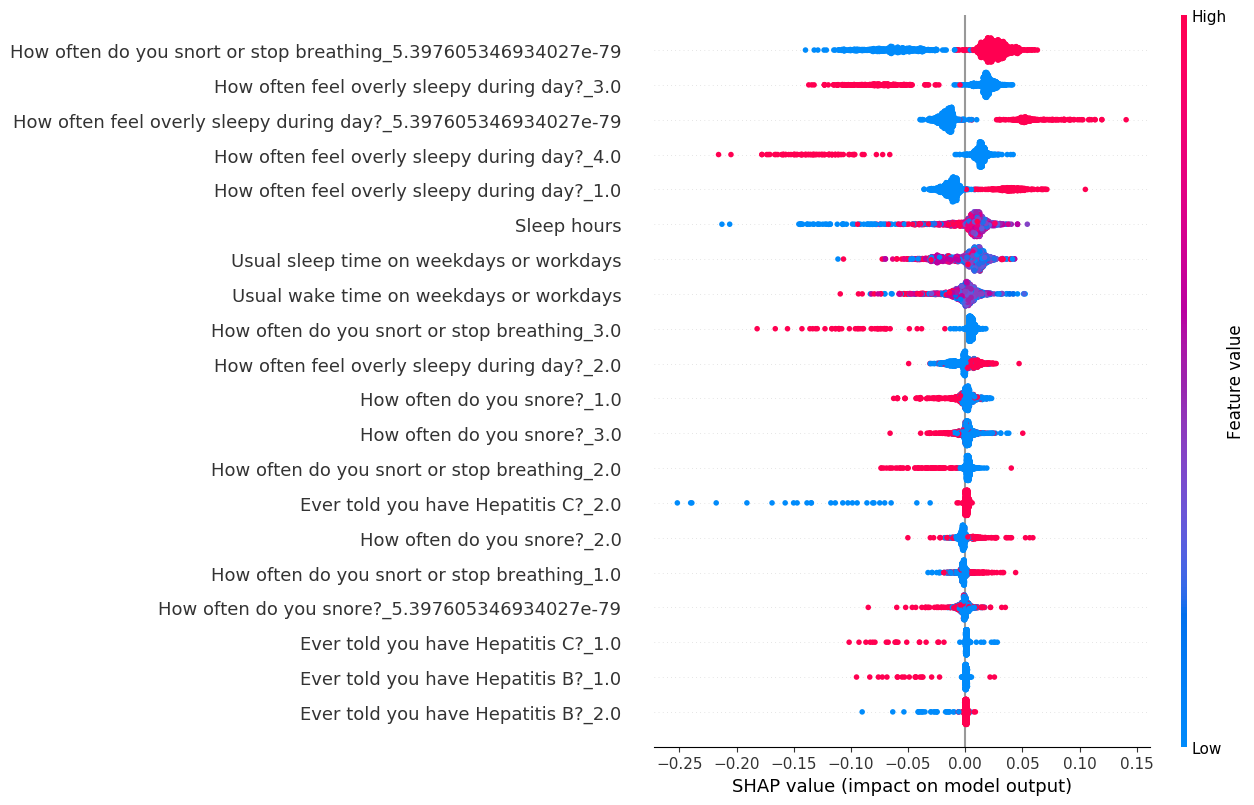 High
How often do you snort or stop breathing_5.397605346934027e-79
How often feel overly sleepy during day?_3.0
How often feel overly sleepy during day?_5.397605346934027e-79
How often feel overly sleepy during day?_4.0
How often feel overly sleepy during day?_1.0
Sleep hours
Usual sleep time on weekdays or workdays
Usual wake time on weekdays or workdays
How often do you snort or stop breathing_3.0
How often feel overly sleepy during day?_2.0
How often do you snore?_1.0
How often do you snore?_3.0
How often do you snort or stop breathing_2.0
Ever told you have Hepatitis C?_2.0
How often do you snore?_2.0
How often do you snort or stop breathing_1.0
How often do you snore?_5.397605346934027e-79
Ever told you have Hepatitis C?_1.0
Ever told you have Hepatitis B?_1.0
Ever told you have Hepatitis B?_2.0
Feature value
Low
−0.25 −0.20 −0.15 −0.10 −0.05 0.00 0.05 0.10 0.15
SHAP value (impact on model output)